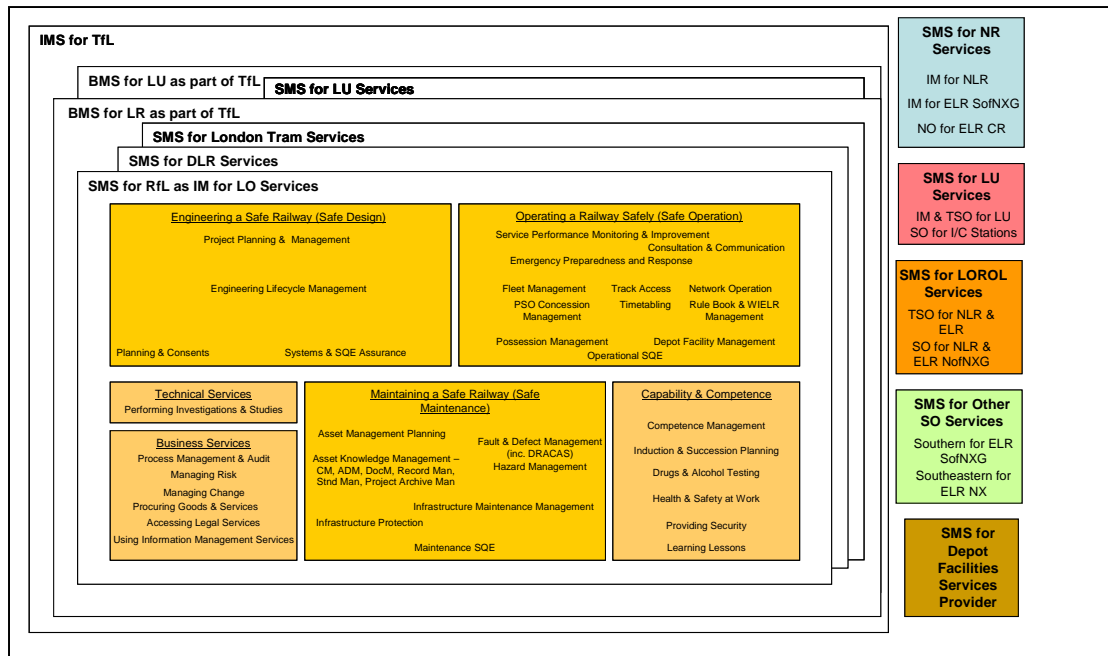 IMS for TfL
BMS for LU as part of TfL
SMS for LU Services
BMS for LR as part of TfL
SMS for London Tram Services
SMS for DLR Services
SMS for RfL as IM for LO Services
Engineering a Safe Railway (Safe Design)
Project Planning & Management
Engineering Lifecycle Management
Planning & Consents
Systems & SQE Assurance
Operating a Railway Safely (Safe Operation)
Service Performance Monitoring & Improvement
Consultation & Communication
Emergency Preparedness and Response
Fleet Management
Track Access
Network Operation
PSO Concession
Management
Timetabling
Rule Book & WIELR
Management
Possession Management
Depot Facility Management
Operational SQE
Technical Services
Performing Investigations & Studies
Business Services
Process Management & Audit
Managing Risk
Managing Change
Procuring Goods & Services
Accessing Legal Services
Using Information Management Services
Maintaining a Safe Railway (Safe
Maintenance)
Asset Management Planning
Fault & Defect Management
(inc. DRACAS)
Asset Knowledge Management –
CM, ADM, DocM, Record Man,
Stnd Man, Project Archive Man
Hazard Management
Infrastructure Maintenance Management
Infrastructure Protection
Maintenance SQE
Capability & Competence
Competence Management
Induction & Succession Planning
Drugs & Alcohol Testing
Health & Safety at Work
Providing Security
Learning Lessons
SMS for NR
Services
IM for NLR
IM for ELR SofNXG
NO for ELR CR
SMS for LU
Services
IM & TSO for LU
SO for I/C Stations
SMS for LOROL
Services
TSO for NLR &
ELR
SO for NLR &
ELR NofNXG
SMS for Other
SO Services
Southern for ELR
SofNXG
Southeastern for
ELR NX
SMS for
Depot
Facilities
Services
Provider